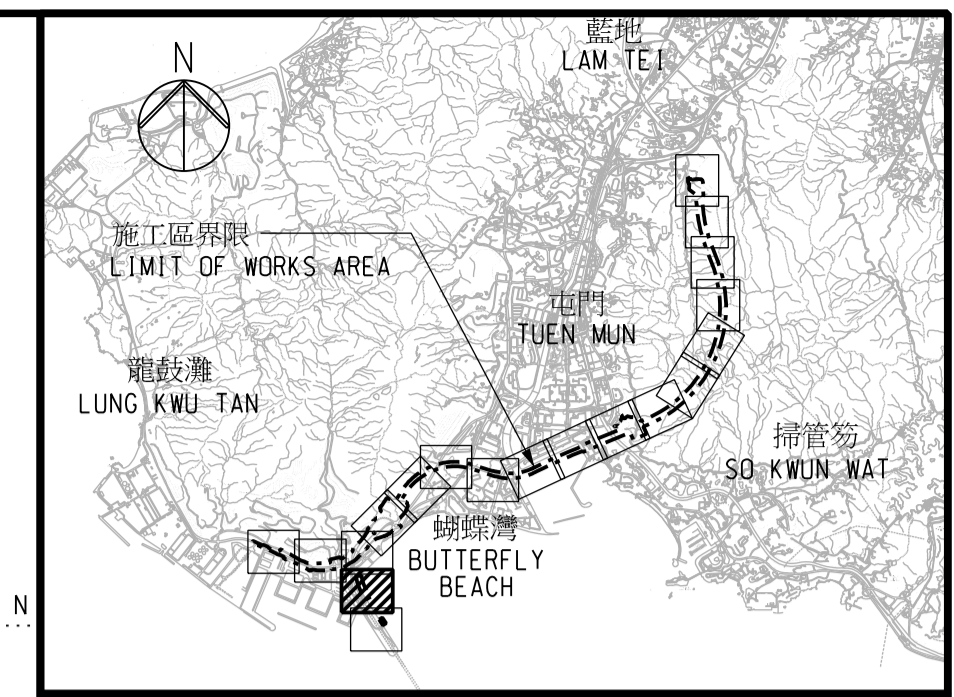 藍地
LAM TEI
N
施工區界限
LIMIT OF WORKS AREA
屯門
TUEN MUN
龍鼓灘
LUNG KWU TAN
掃管笏
SO KWUN WAT
蝴蝶灣
BUTTERFLY
BEACH
N